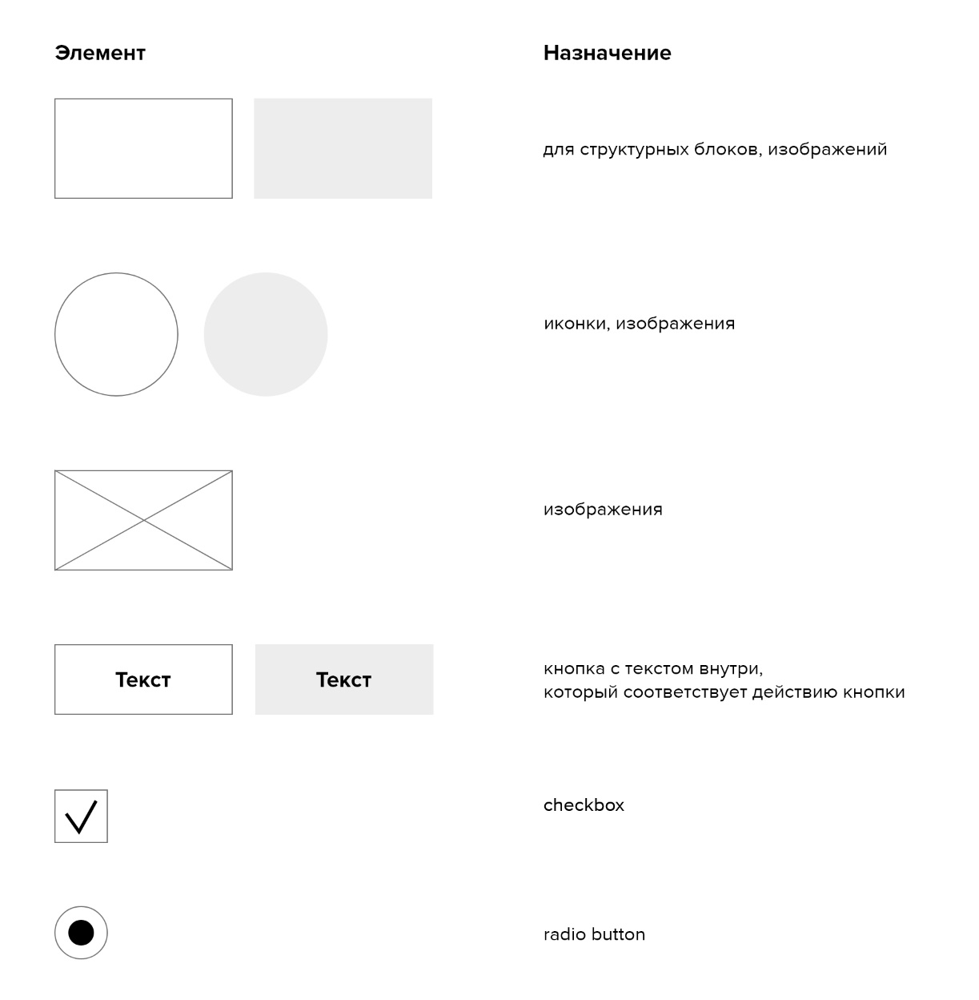 Элемент
Назначение
для структурных блоков, изображений
иконки, изображения
изображения
Текст
Текст
кнопка с текстом внутри,
который соответствует действию кнопки
checkbox
radio button